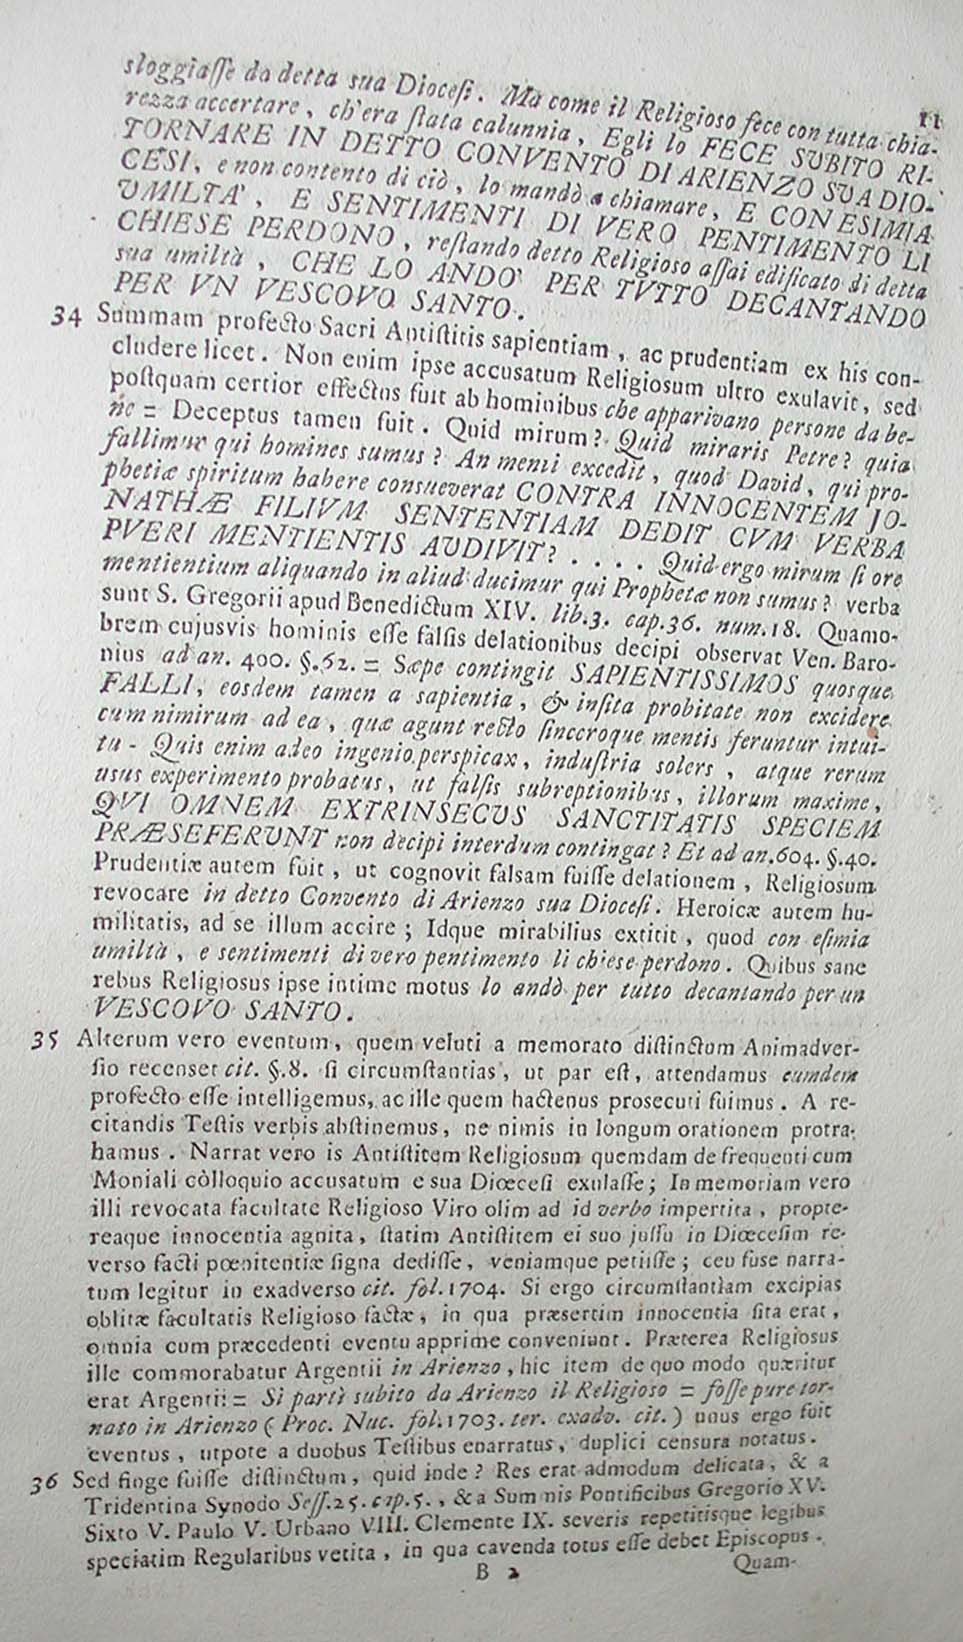 11
sloggiaſſe da detta sua Dioceſi. Ma come il Religioso fece con tutta chia-
rezza accertare, ch'era ſtata calunnia, Egli lo FECE SUBITO RI-
TORNARE IN DETTO CONVENTO DI ARIENZO SUA DIO-
CESI, e non contento di ciò, lo mandò a chiamare, E CON ESIMIA
UMILTA', E SENTIMENTI DI VERO PENTIMENTO LI
CHIESE PERDONO, reſtando detto Religioso aſſai edificato di detta
sua umiltà, CHE LO ANDO' PER TVTTO DECANTANDO
PER VN VESCOVO SANTO.
34 Summam profecto Sacri Antiſtitis sapientiam, ac prudentiam ex his con-
cludere licet. Non enim ipse accusatum Religiosum ultro exulavit, sed
poſtquam certior effectus fuit ab hominibus che apparivano persone da be-
ne = Deceptus tamen fuit. Quid mirum? Quid miraris Petre? quia
fallimur qui homines sumus? An menti excedit, quod David, qui pro-
phetiæ spiritum habere consueverat CONTRA INNOCENTEM JO-
NATHÆ FILIVM SENTENTIAM DEDIT CVM VERBA
PVERI MENTIENTIS AUDIVIT? . . . . Quid ergo mirum ſi ore
mentientium aliquando in aliud ducimur qui Prophetæ non sumus? verba
sunt S. Gregorii apud Benedictum XIV. lib.3. cap.36. num.18. Quamo-
brem cujusvis hominis eſſe falſis delationibus decipi observat Ven. Baro-
nius ad an. 400. §.62. = Sæpe contingit SAPIENTISSIMOS quosque
FALLI, eosdem tamen a sapientia, & inſita probitate non excidere
cum nimirum ad ea, quæ agunt recto ſinceroque mentis feruntur intui-
tu - Quis enim adeo ingenio perspicax, induſtria solers, atque rerum
usus experimento probatus, ut falſis subreptionibus, illorum maxime,
QVI OMNEM EXTRINSECUS SANCTITATIS SPECIEM
PRÆSEFERUNT non decipi interdum contingat? Et ad an.604. §.40.
Prudentiæ autem fuit, ut cognovit falsam fuiſſe delationem, Religiosum
revocare in detto Convento di Arienzo sua Dioceſi. Heroicæ autem hu-
militatis, ad se illum accire; Idque mirabilius extitit, quod con eſimia
umiltà, e sentimenti di vero pentimento li chiese perdono. Quibus sane
rebus Religiosus ipse intime motus lo andò per tutto decantando per un
VESCOVO SANTO.
35 Alterum vero eventum, quem veluti a memorato diſtinctum Animadver-
ſio recenset cit. §.8. ſi circumſtantias, ut par eſt, attendamus eumdem
profecto eſſe intelligemus, ac ille quem hactenus prosecuti fuimus. A re-
citandis Teſtis verbis abſtinemus, ne nimis in longum orationem protra-
hamus. Narrat vero is Antiſtitem Religiosum quemdam de frequenti cum
Moniali còlloquio accusatum e sua Diœceſi exulaſſe; In memoriam vero
illi revocata facultate Religioso Viro olim ad id verbo impertita, propte-
reaque innocentia agnita, ſtatim Antiſtitem ei suo juſſu in Diœceſim re-
verso facti pœnitentiæ ſigna dediſſe, veniamque petiiſſe; ceu fuse narra-
tum legitur in exadverso cit. fol.1704. Si ergo circumſtantiam excipias
oblitæ facultatis Religioso factæ, in qua præsertim innocentia ſita erat,
omnia cum præcedenti eventu apprime conveniunt. Præterea Religiosus
ille commorabatur Argentii in Arienzo, hic item de quo modo quæritur
erat Argentii: = Si partì subito da Arienzo il Religioso = foſſe pure tor-
nato in Arienzo (Proc. Nuc. fol.1703. ter. exadv. cit.) unus ergo fuit
eventus, utpote a duobus Teſtibus enarratus, duplici censura notatus.
36 Sed finge fuiſſe diſtinctum, quid inde? Res erat admodum delicata, & a
Tridentina Synodo Seſſ.25. cap.5., & a Summis Pontificibus Gregorio XV.
Sixto V. Paulo V. Urbano VIII. Clemente IX. severis repetitisque legibus
speciatim Regularibus vetita, in qua cavenda totus eſſe debet Episcopus.
B 2
Quam-